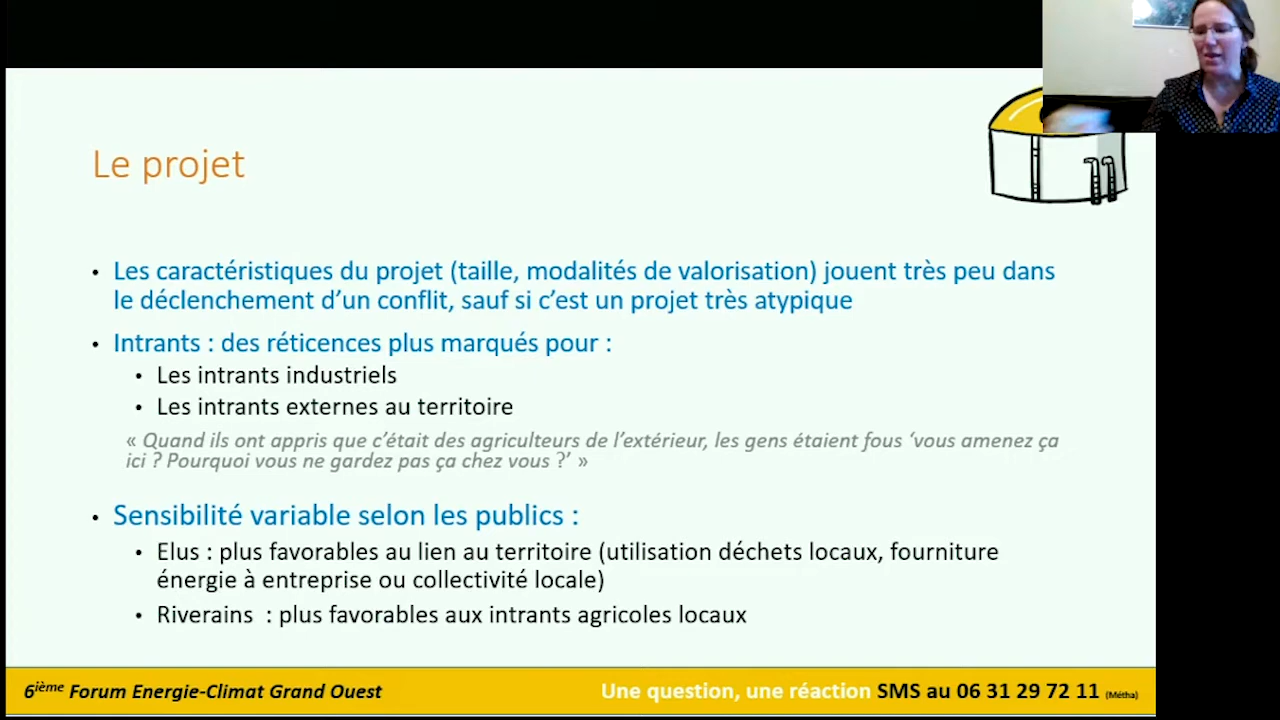 Le projet
• Les caractéristiques du projet (taille, modalités de valorisation) jouent très peu dans
le déclenchement d'un conflit, sauf si c'est un projet très atypique
• Intrants : des réticences plus marqués pour :
• Les intrants industriels
• Les intrants externes au territoire
« Quand ils ont appris que c'était des agriculteurs de l'extérieur, les gens étaient fous 'vous amenez ça
ici ? Pourquoi vous ne gardez pas ça chez vous ?' »
• Sensibilité variable selon les publics :
• Elus : plus favorables au lien au territoire (utilisation déchets locaux, fourniture
énergie à entreprise ou collectivité locale)
• Riverains : plus favorables aux intrants agricoles locaux
6ième Forum Energie-Climat Grand Ouest
Une question, une réaction SMS au 06 31 29 72 11 (Métha)